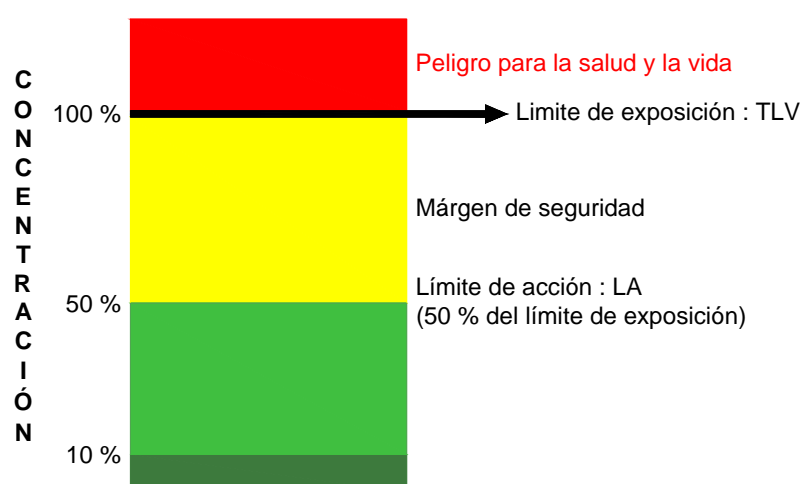 CONCENTRACIÓN
Peligro para la salud y la vida
100 %
Limite de exposición : TLV
Márgen de seguridad
50 %
Límite de acción : LA
(50 % del límite de exposición)
10 %